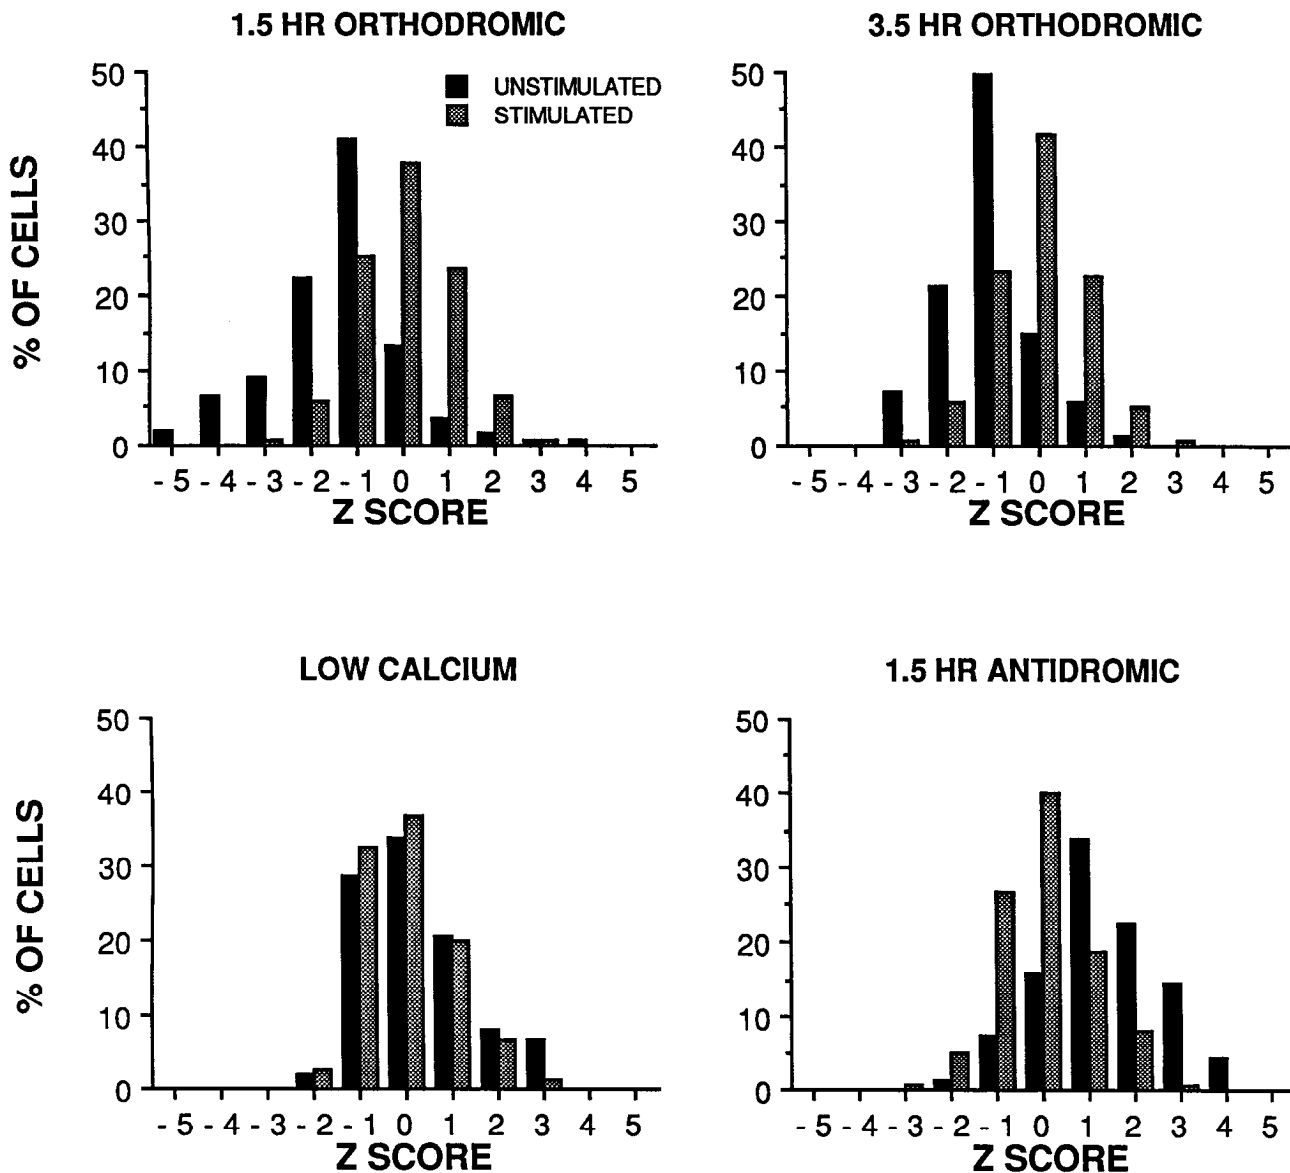 1.5 HR ORTHODROMIC
50
40
30
20
10
0
% OF CELLS
UNSTIMULATED
STIMULATED
- 5 - 4 - 3 - 2 - 1 0 1 2 3 4 5
Z SCORE
3.5 HR ORTHODROMIC
50
40
30
20
10
0
- 5 - 4 - 3 - 2 - 1 0 1 2 3 4 5
Z SCORE
LOW CALCIUM
50
40
30
20
10
0
% OF CELLS
- 5 - 4 - 3 - 2 - 1 0 1 2 3 4 5
Z SCORE
1.5 HR ANTIDROMIC
50
40
30
20
10
0
- 5 - 4 - 3 - 2 - 1 0 1 2 3 4 5
Z SCORE